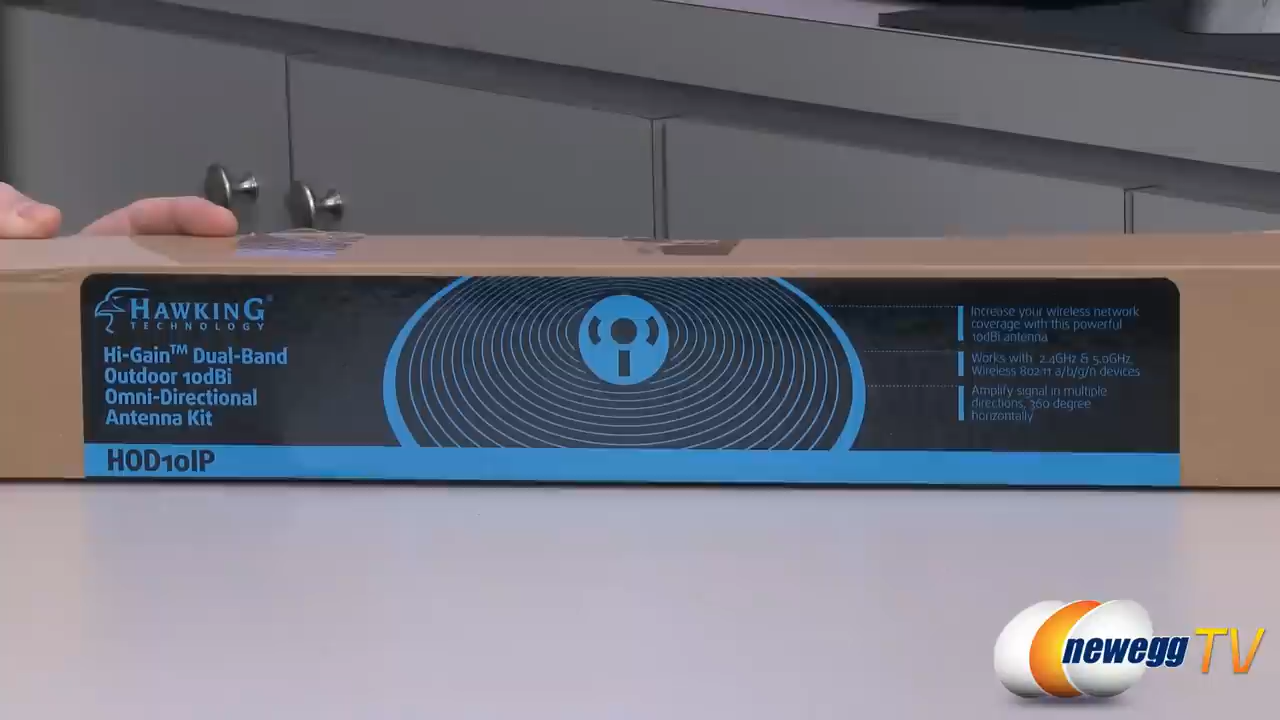 HAWKING®
TECHNOLOGY
Hi-Gain™ Dual-Band
Outdoor 10dBi
Omni-Directional
Antenna Kit
HOD10IP
Increase your wireless network
coverage with this powerful
10dBi antenna
Works with 2.4GHz & 5.0GHz
Wireless 802.11 a/b/g/n devices
Amplify signal in multiple
directions, 360 degree
horizontally
newegg TV